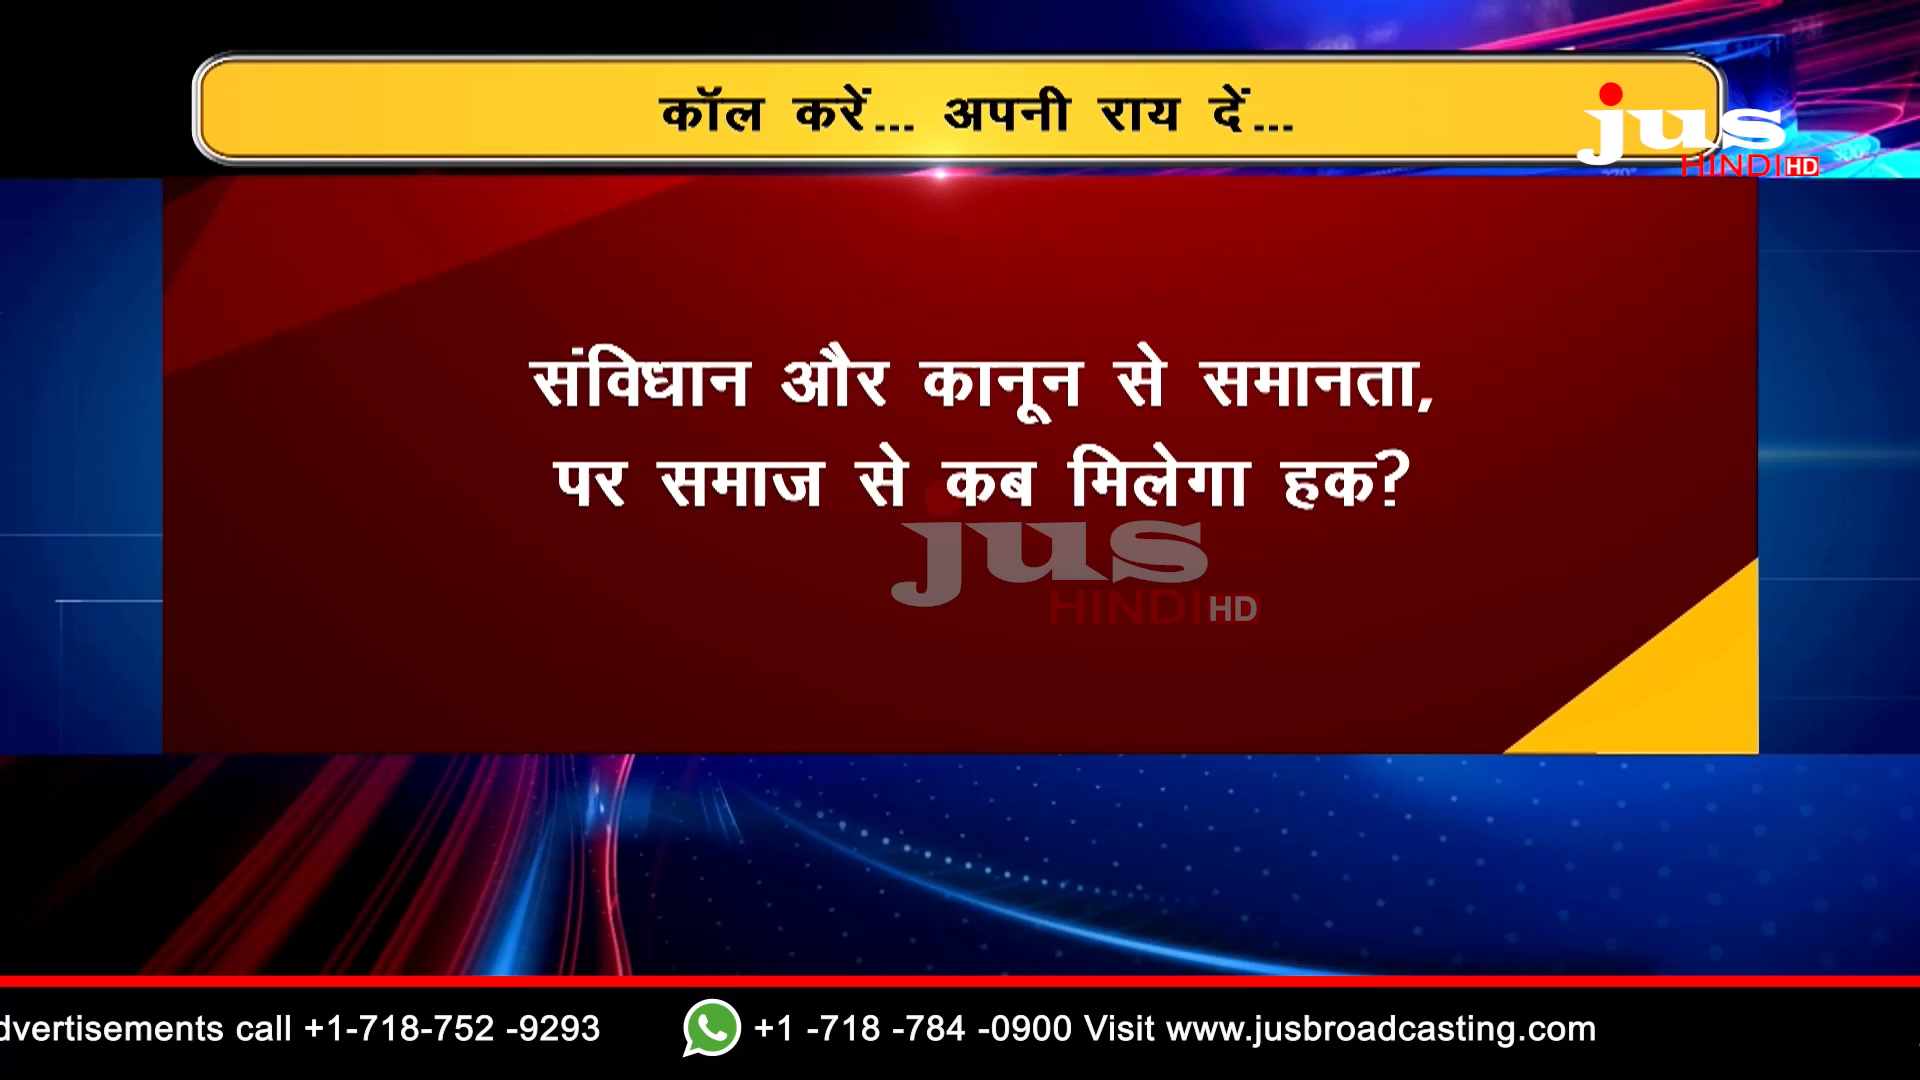 कॉल करें... अपनी राय दें...
jus
HINDI HD
संविधान और कानून से समानता,
पर समाज से कब मिलेगा हक?
jus
HINDI HD
dvertisements call +1-718-752 -9293 +1 -718 -784 -0900 Visit www.jusbroadcasting.com